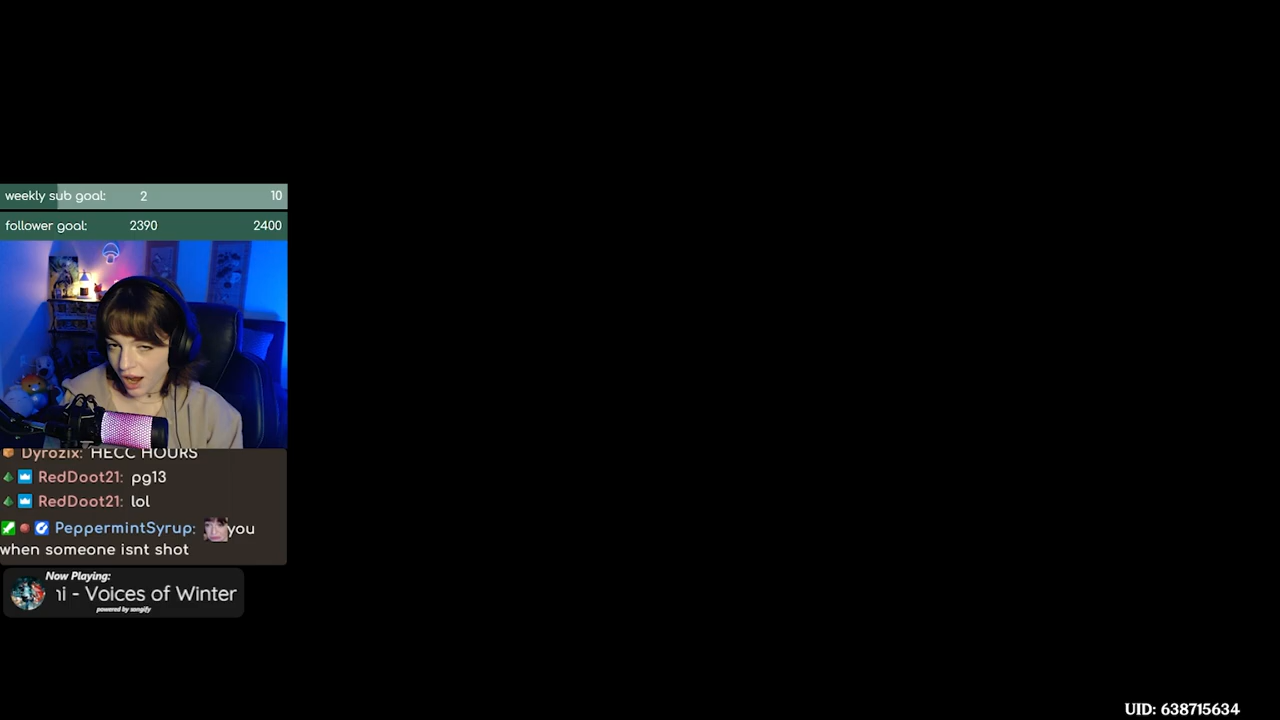 weekly sub goal: 2 10
follower goal: 2390 2400
Dyrozix: HECC HOURS
RedDoot21: pg13
RedDoot21: lol
PeppermintSyrup: you
when someone isnt shot
Now Playing:
ni - Voices of Winter
powered by songify
UID: 638715634